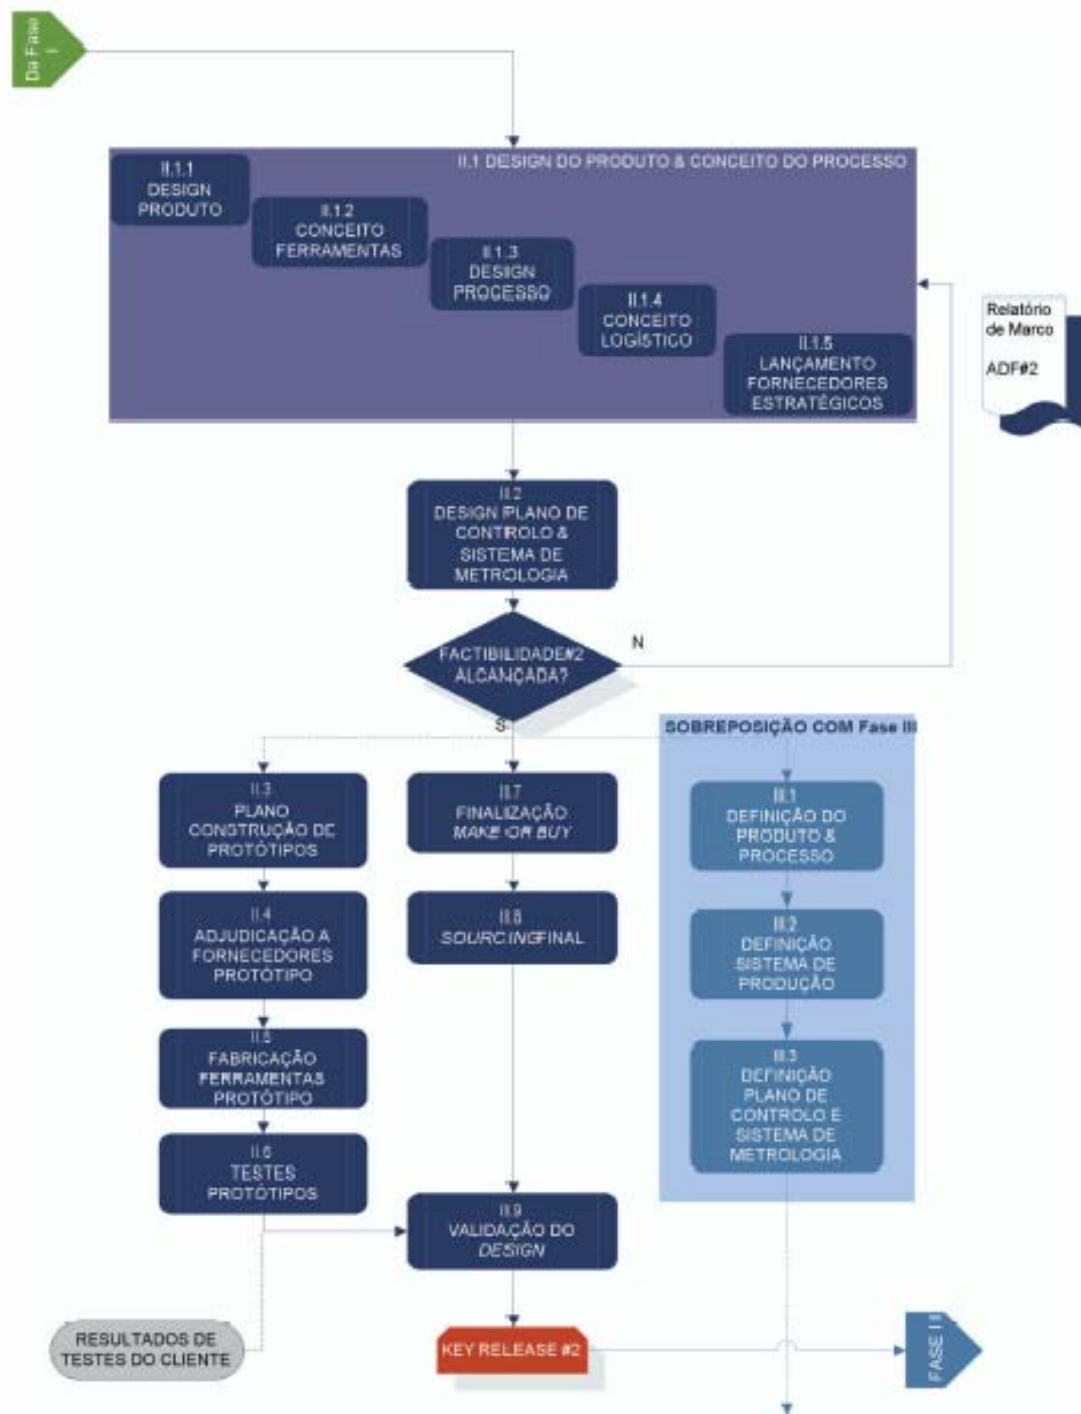 Da Fase
I
II.1 DESIGN DO PRODUTO & CONCEITO DO PROCESSO
II.1.1
DESIGN
PRODUTO
II.1.2
CONCEITO
FERRAMENTAS
II.1.3
DESIGN
PROCESSO
II.1.4
CONCEITO
LOGÍSTICO
II.1.5
LANÇAMENTO
FORNECEDORES
ESTRATÉGICOS
Relatório
de Marco
ADF#2
II.2
DESIGN PLANO DE
CONTROLO &
SISTEMA DE
METROLOGIA
FACTIBILIDADE#2
ALCANÇADA?
N
S
SOBREPOSIÇÃO COM Fase III
II.3
PLANO
CONSTRUÇÃO DE
PROTÓTIPOS
II.7
FINALIZAÇÃO
MAKE OR BUY
III.1
DEFINIÇÃO DO
PRODUTO &
PROCESSO
II.4
ADJUDICAÇÃO A
FORNECEDORES
PROTÓTIPO
II.8
SOURCINGFINAL
III.2
DEFINIÇÃO
SISTEMA DE
PRODUÇÃO
II.5
FABRICAÇÃO
FERRAMENTAS
PROTÓTIPO
III.3
DEFINIÇÃO
PLANO DE
CONTROLO E
SISTEMA DE
METROLOGIA
II.6
TESTES
PROTÓTIPOS
II.9
VALIDAÇÃO DO
DESIGN
RESULTADOS DE
TESTES DO CLIENTE
KEY RELEASE #2
FASE III